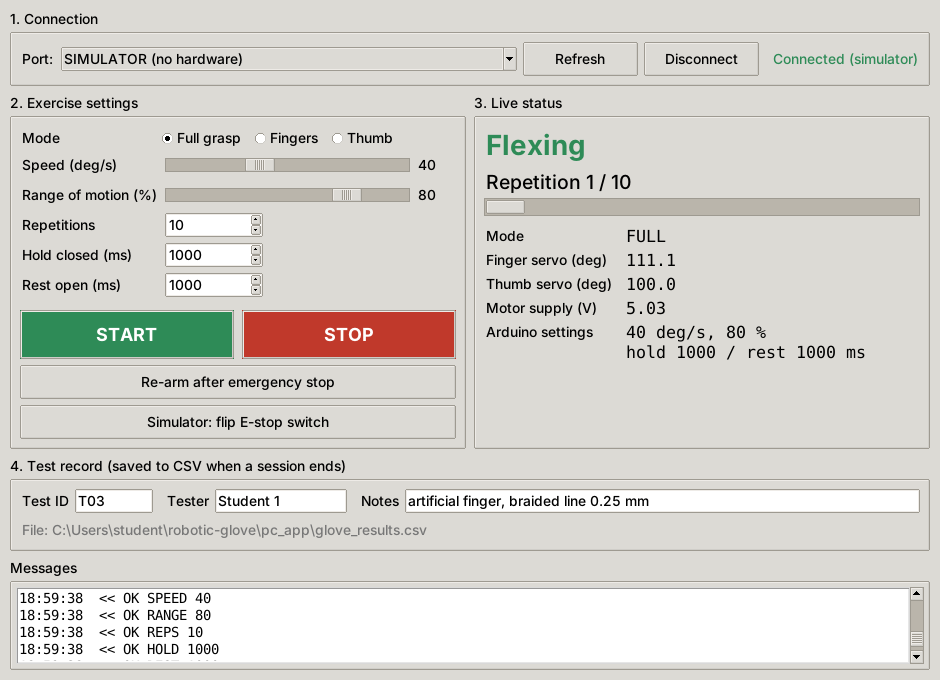 1. Connection
Port: SIMULATOR (no hardware) Refresh Disconnect Connected (simulator)
2. Exercise settings
Mode Full grasp Fingers Thumb
Speed (deg/s) 40
Range of motion (%) 80
Repetitions 10
Hold closed (ms) 1000
Rest open (ms) 1000
START STOP
Re-arm after emergency stop
Simulator: flip E-stop switch
3. Live status
Flexing
Repetition 1 / 10
Mode FULL
Finger servo (deg) 111.1
Thumb servo (deg) 100.0
Motor supply (V) 5.03
Arduino settings 40 deg/s, 80 %
hold 1000 / rest 1000 ms
4. Test record (saved to CSV when a session ends)
Test ID T03 Tester Student 1 Notes artificial finger, braided line 0.25 mm
File: C:\Users\student\robotic-glove\pc_app\glove_results.csv
Messages
18:59:38 << OK SPEED 40
18:59:38 << OK RANGE 80
18:59:38 << OK REPS 10
18:59:38 << OK HOLD 1000